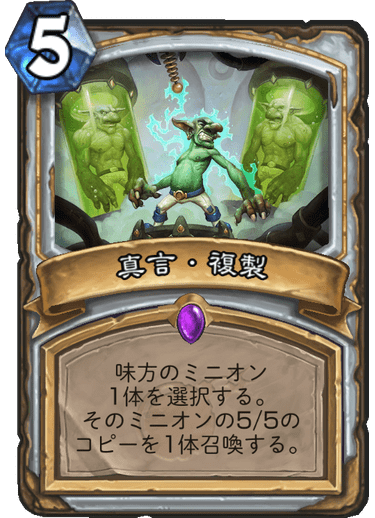 5
真言・複製
味方のミニオン
1体を選択する。
そのミニオンの5/5の
コピーを1体召喚する。